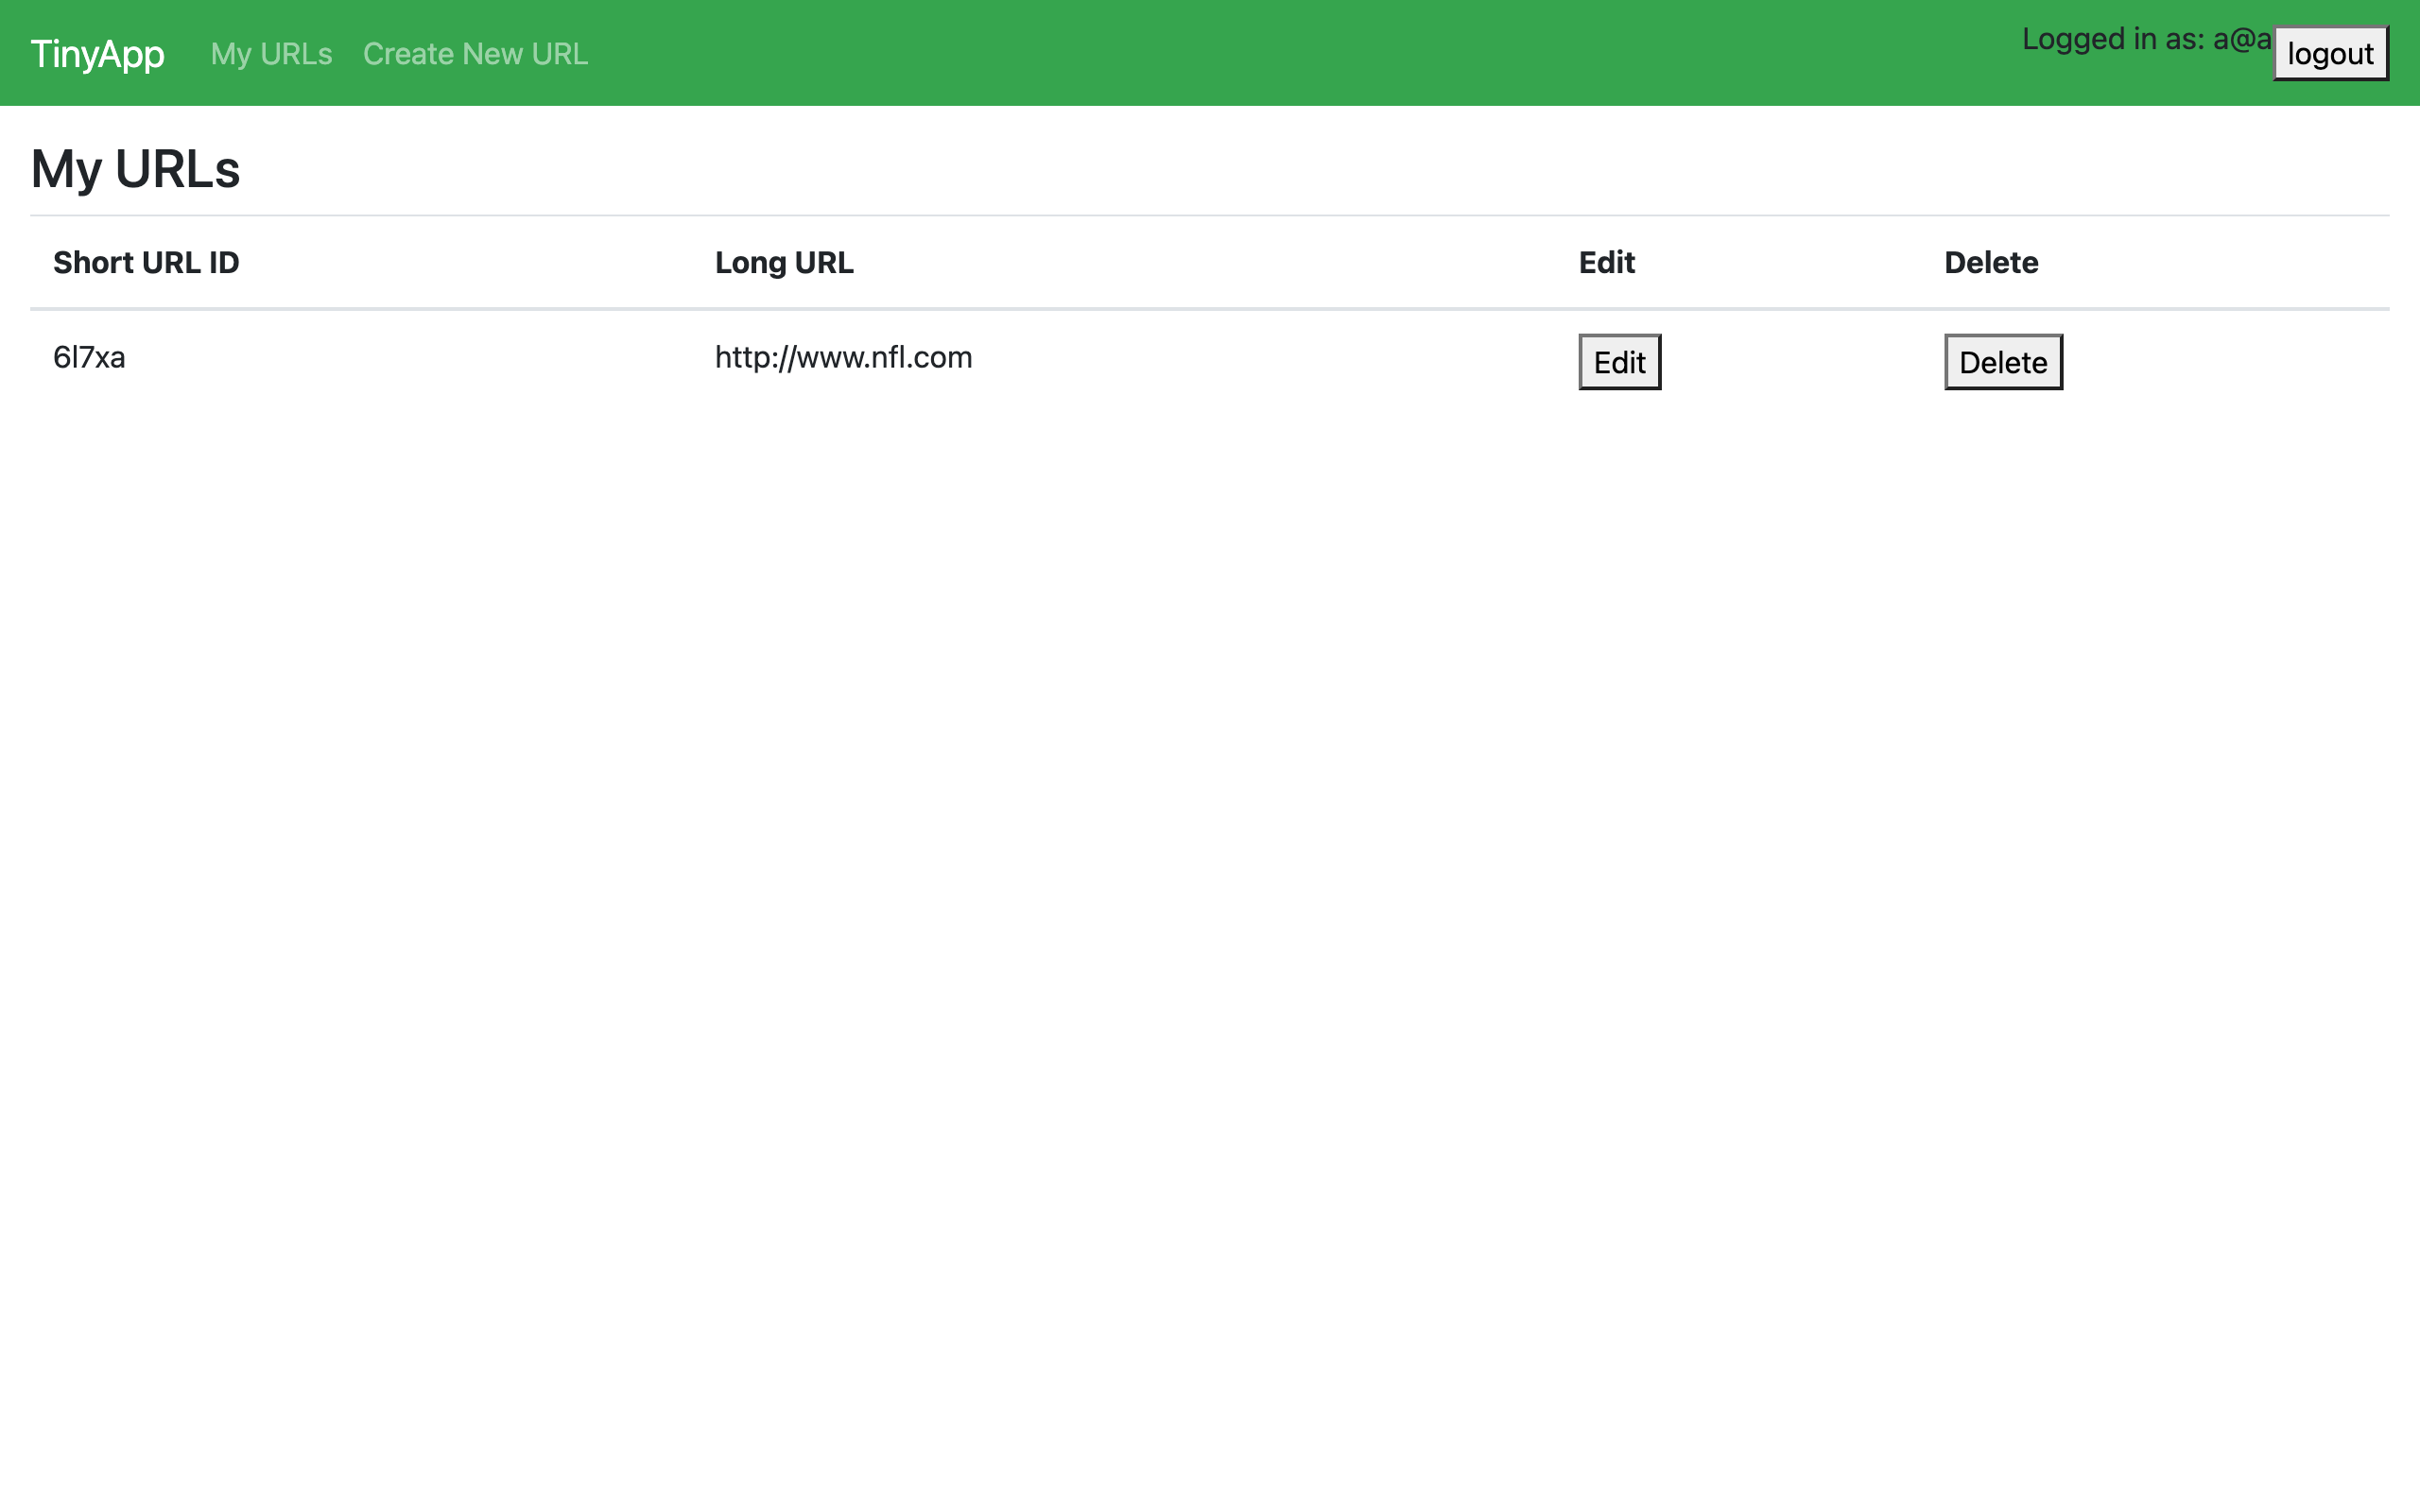 TinyApp My URLs Create New URL Logged in as: a@a logout
My URLs
Short URL ID Long URL Edit Delete
6l7xa http://www.nfl.com Edit Delete